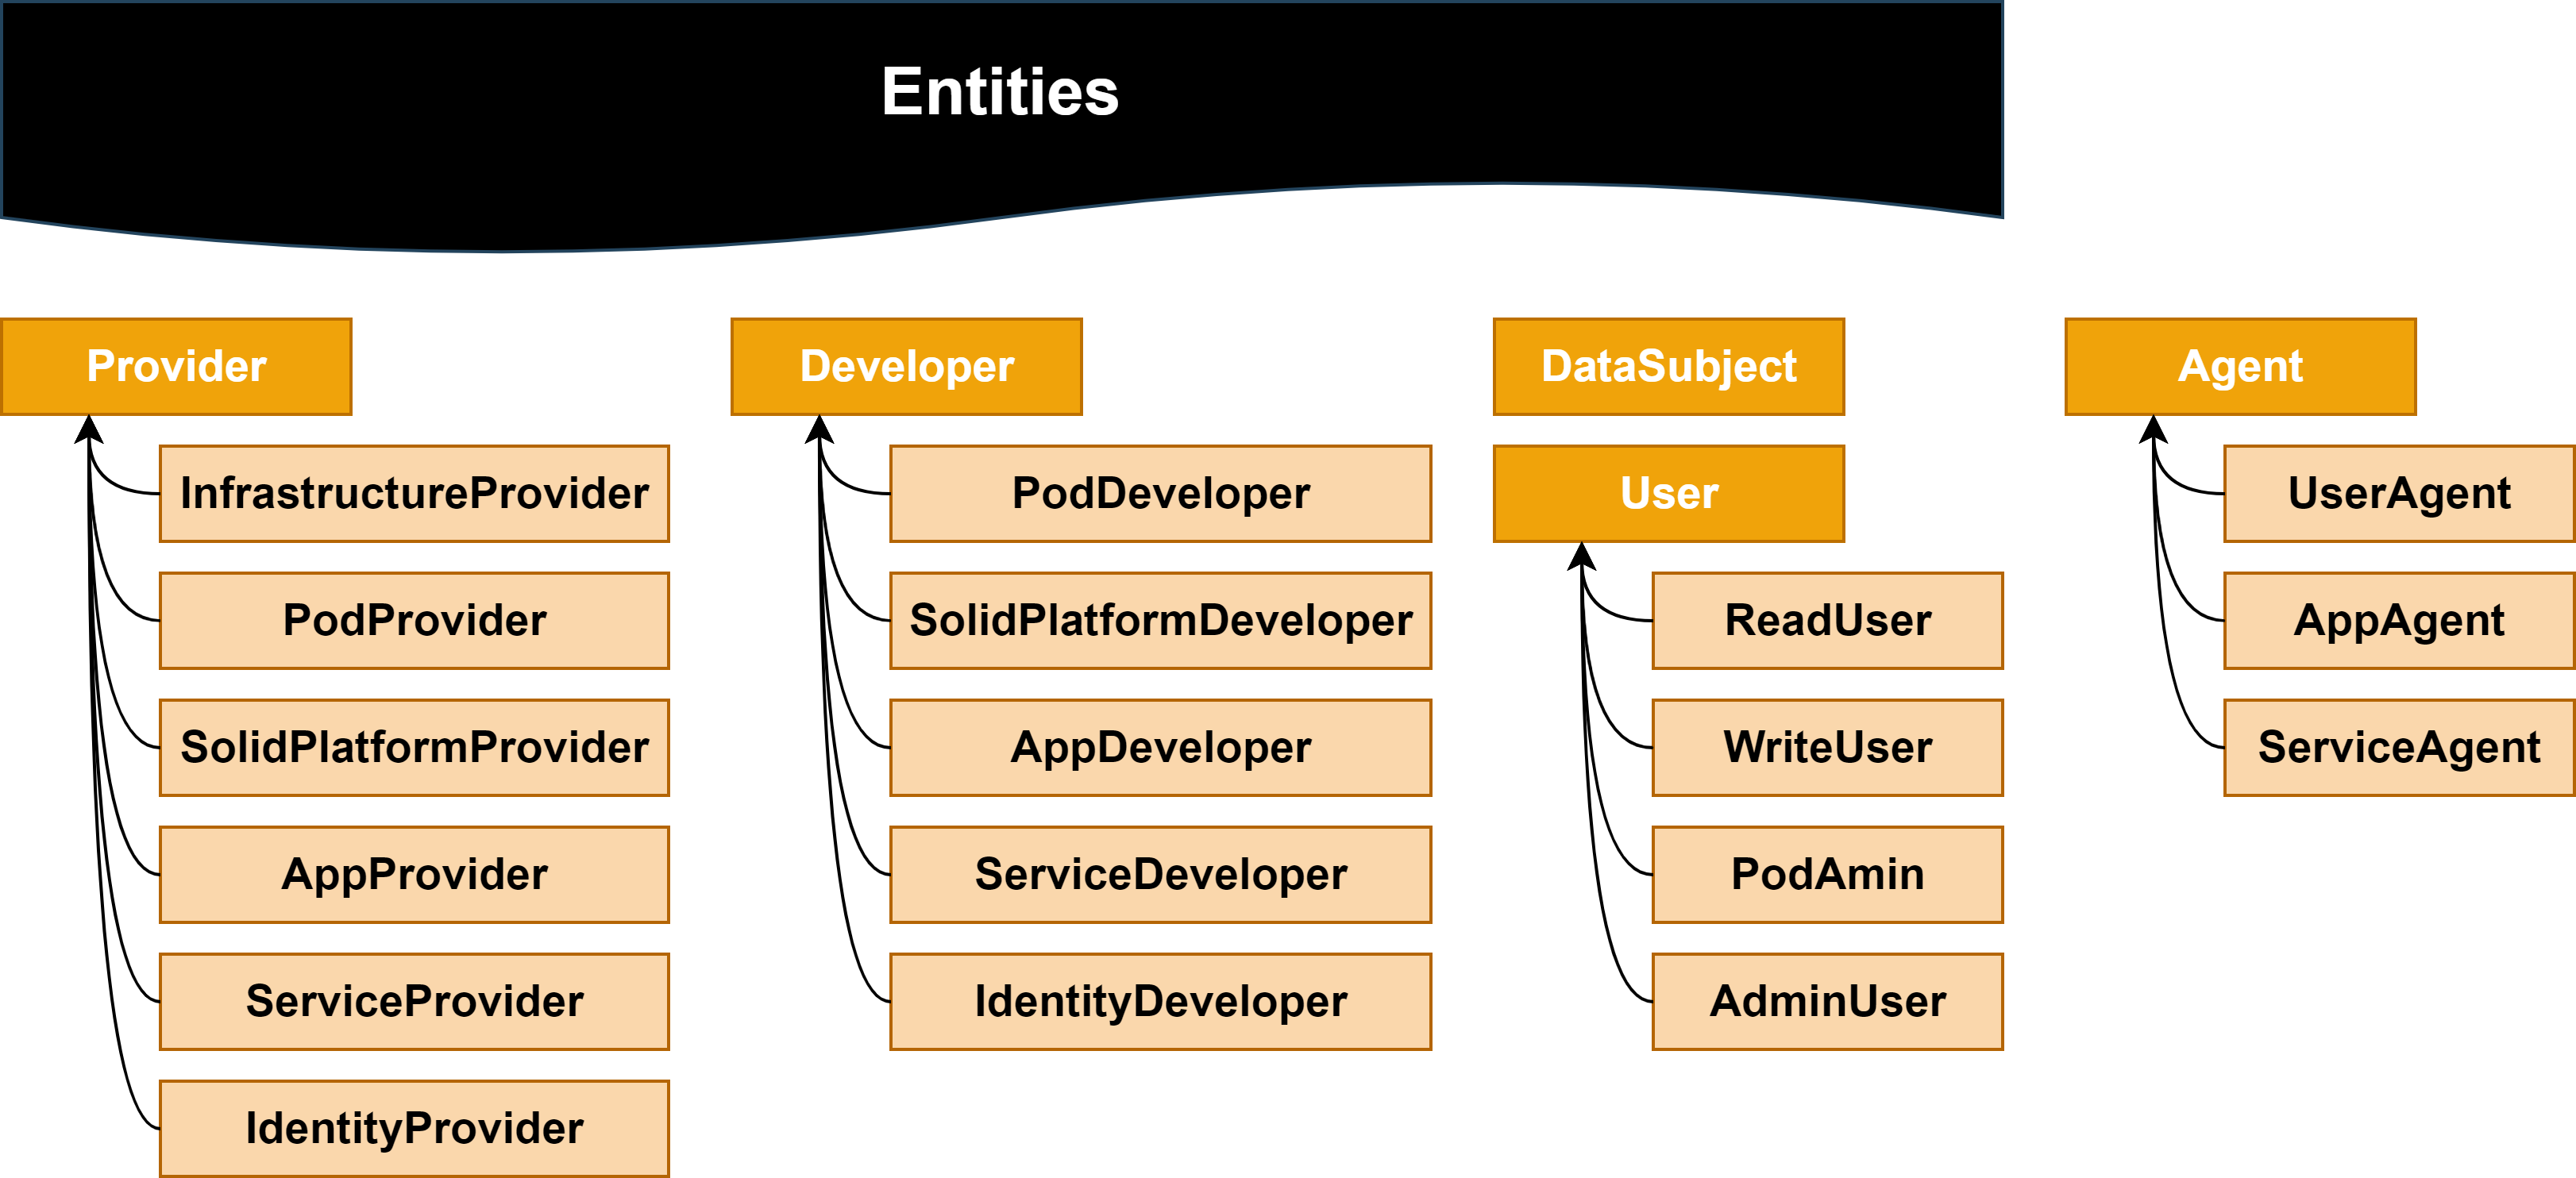 Entities
Provider
InfrastructureProvider
PodProvider
SolidPlatformProvider
AppProvider
ServiceProvider
IdentityProvider
Developer
PodDeveloper
SolidPlatformDeveloper
AppDeveloper
ServiceDeveloper
IdentityDeveloper
DataSubject
User
ReadUser
WriteUser
PodAmin
AdminUser
Agent
UserAgent
AppAgent
ServiceAgent